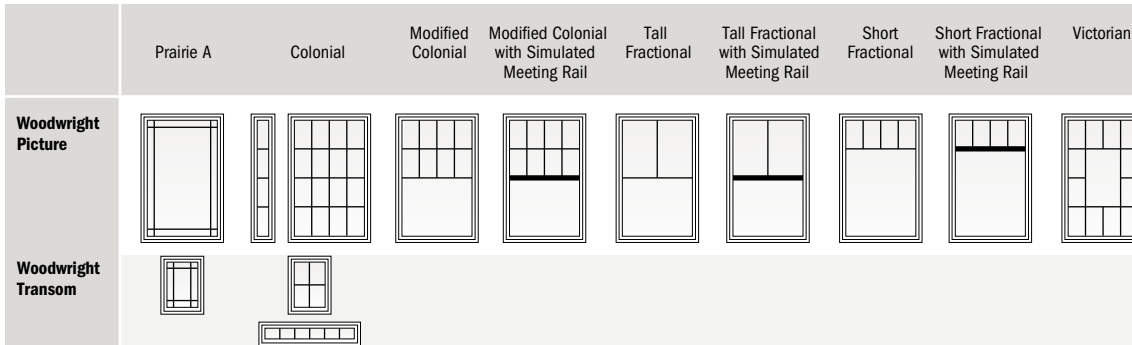 Prairie A
Colonial
Modified
Colonial
Modified Colonial
with Simulated
Meeting Rail
Tall
Fractional
Tall Fractional
with Simulated
Meeting Rail
Short
Fractional
Short Fractional
with Simulated
Meeting Rail
Victorian
Woodwright
Picture
Woodwright
Transom